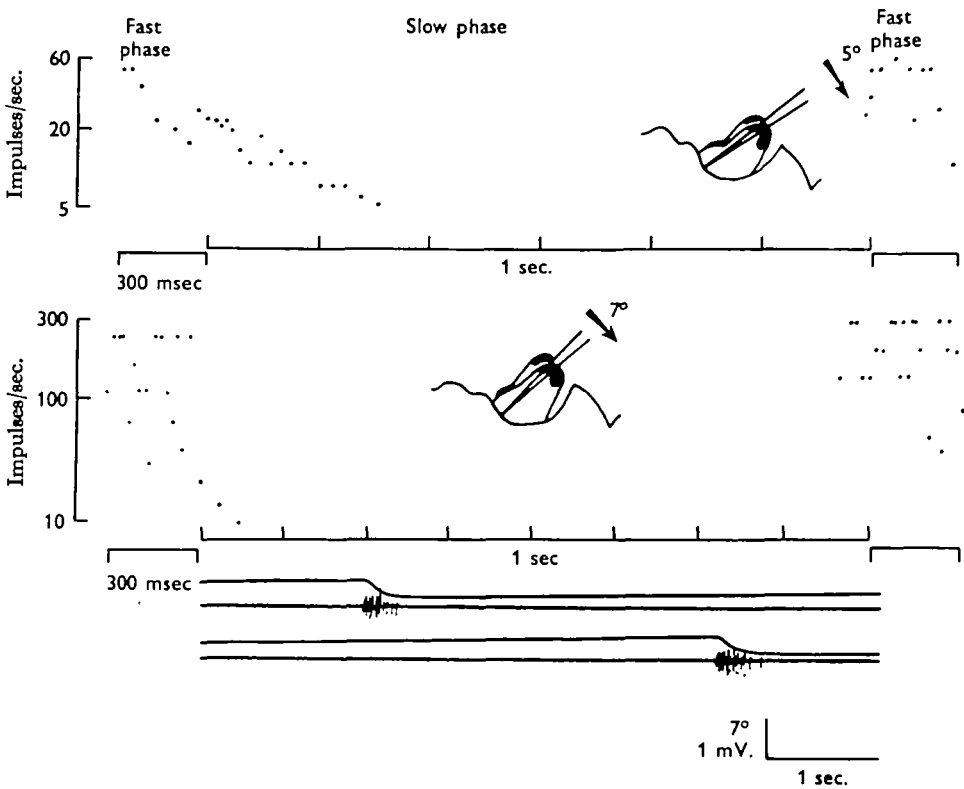 Fast
phase
Slow phase
Fast
phase
60
20
5
Impulses/sec.
5°
1 sec.
300 msec
300
100
10
Impulses/sec.
7°
1 sec
300 msec
7°
1 mV.
1 sec.